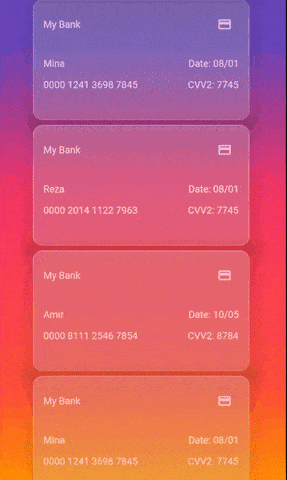 My Bank
Mina Date: 08/01
0000 1241 3698 7845 CVV2: 7745
My Bank
Reza Date: 08/01
0000 2014 1122 7963 CVV2: 7745
My Bank
Amir Date: 10/05
0000 8111 2546 7854 CVV2: 8784
My Bank
Mina Date: 08/01
0000 1241 3698 7845 CVV2: 7745